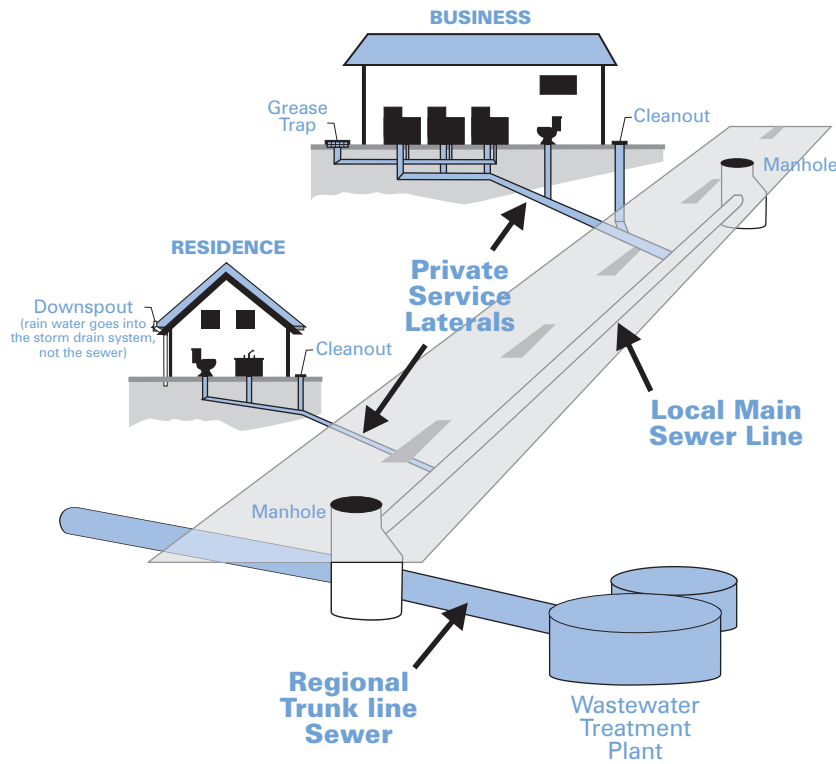 BUSINESS
Grease
Trap
Cleanout
Manhole
RESIDENCE
Private
Service
Laterals
Downspout
(rain water goes into
the storm drain system,
not the sewer)
Cleanout
Local Main
Sewer Line
Manhole
Regional
Trunk line
Sewer
Wastewater
Treatment
Plant